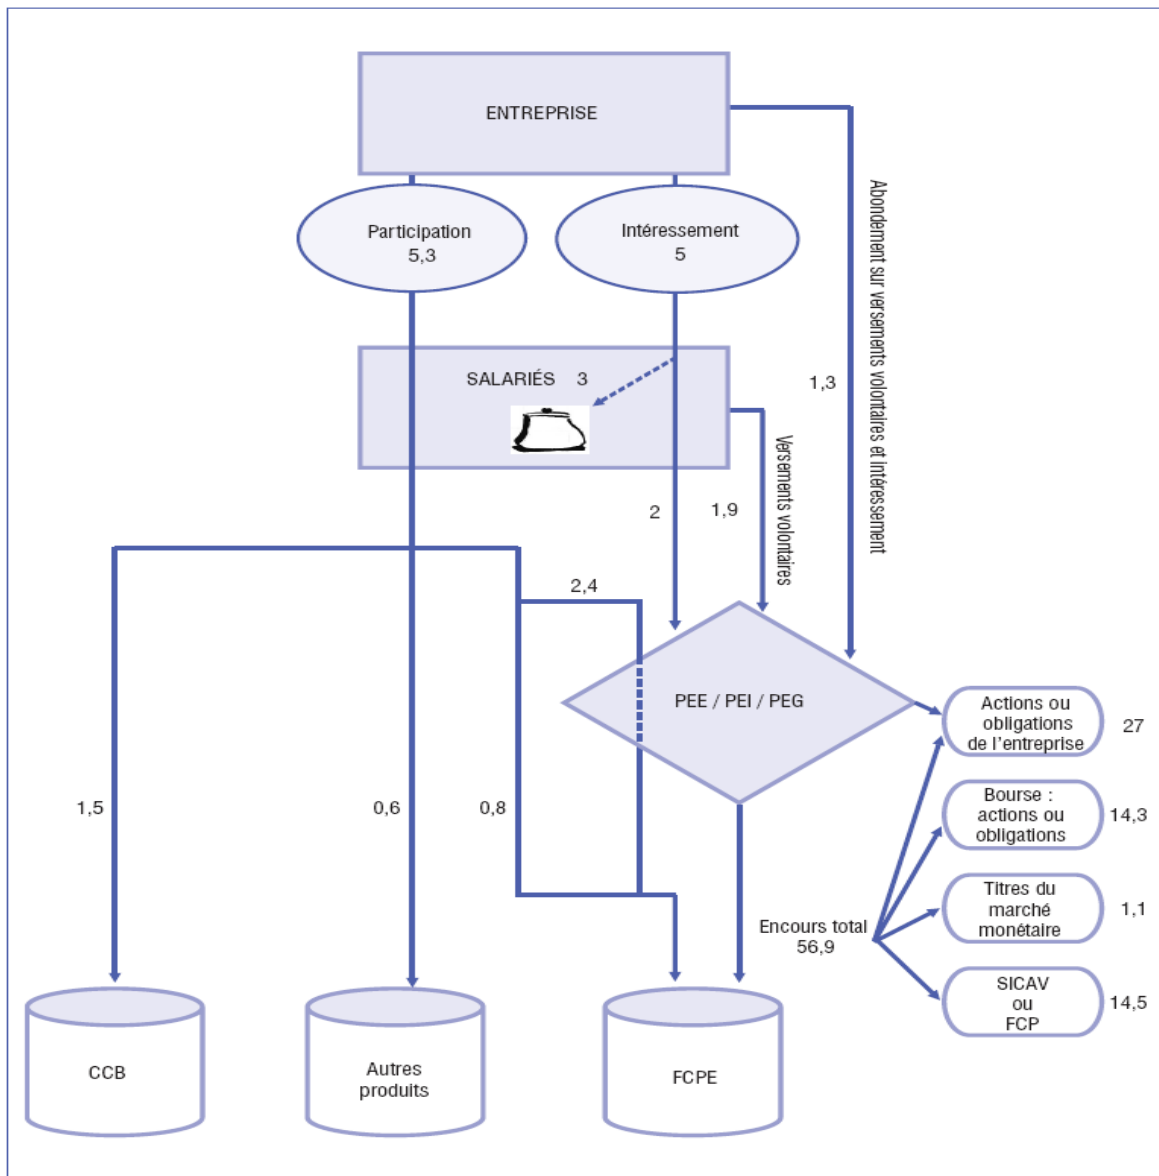 ENTREPRISE
Participation
5,3
Intéressement
5
Abondement sur versements volontaires et intéressement
1,3
SALARIÉS 3
Versements volontaires
2
1,9
2,4
PEE / PEI / PEG
Actions ou
obligations
de l'entreprise
27
Bourse :
actions ou
obligations
14,3
1,5
0,6
0,8
Titres du
marché
monétaire
1,1
Encours total
56,9
SICAV
ou
FCP
14,5
CCB
Autres
produits
FCPE